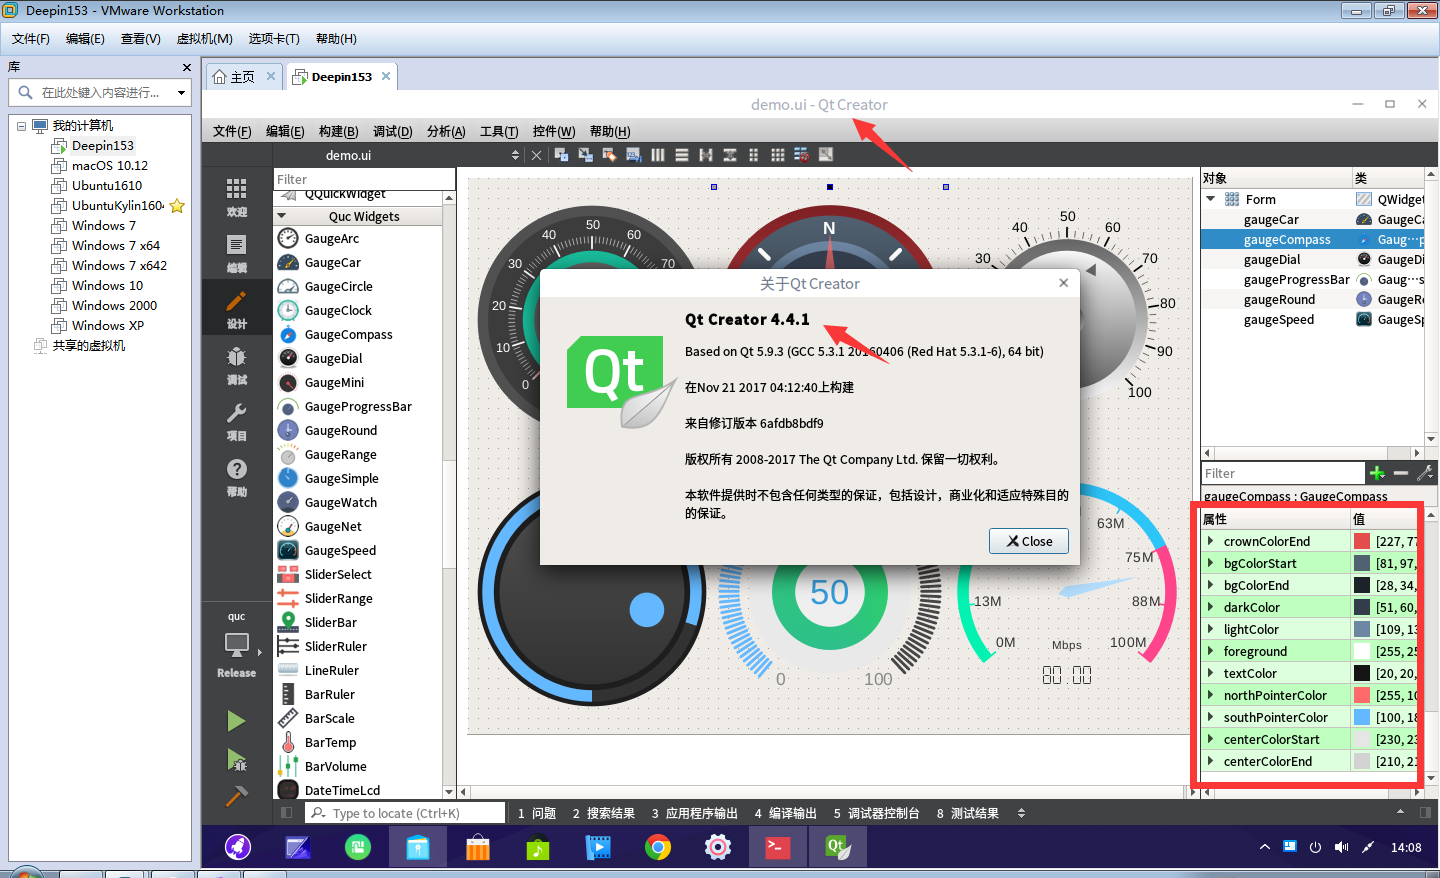 Deepin153 - VMware Workstation
文件(F) 编辑(E) 查看(V) 虚拟机(M) 选项卡(T) 帮助(H)
库
在此处键入内容进行...
我的计算机
Deepin153
macOS 10.12
Ubuntu1610
UbuntuKylin1604
Windows 7
Windows 7 x64
Windows 7 x642
Windows 10
Windows 2000
Windows XP
共享的虚拟机
主页
Deepin153
demo.ui - Qt Creator
文件(F) 编辑(E) 构建(B) 调试(D) 分析(A) 工具(T) 控件(W) 帮助(H)
demo.ui
欢迎
编辑
设计
调试
项目
帮助
quc
Release
Filter
QQuickWidget
Quc Widgets
GaugeArc
GaugeCar
GaugeCircle
GaugeClock
GaugeCompass
GaugeDial
GaugeMini
GaugeProgressBar
GaugeRound
GaugeRange
GaugeSimple
GaugeWatch
GaugeNet
GaugeSpeed
SliderSelect
SliderRange
SliderBar
SliderRuler
LineRuler
BarRuler
BarScale
BarTemp
BarVolume
DateTimeLcd
0
10
20
30
40
50
60
70
N
30
40
50
60
70
80
90
100
关于Qt Creator
Qt
Qt Creator 4.4.1
Based on Qt 5.9.3 (GCC 5.3.1 20160406 (Red Hat 5.3.1-6), 64 bit)
在Nov 21 2017 04:12:40上构建
来自修订版本 6afdb8bdf9
版权所有 2008-2017 The Qt Company Ltd. 保留一切权利。
本软件提供时不包含任何类型的保证，包括设计，商业化和适应特殊目的
的保证。
Close
50
0
100
0M
13M
63M
75M
88M
100M
Mbps
00.00
对象 类
Form QWidget
gaugeCar GaugeCa
gaugeCompass Gaug···p
gaugeDial GaugeDi
gaugeProgressBar Gaug···s
gaugeRound GaugeRo
gaugeSpeed GaugeSp
Filter
gaugeCompass : GaugeCompass
属性 值
crownColorEnd [227, 77
bgColorStart [81, 97,
bgColorEnd [28, 34,
darkColor [51, 60,
lightColor [109, 13
foreground [255, 25
textColor [20, 20,
northPointerColor [255, 10
southPointerColor [100, 18
centerColorStart [230, 23
centerColorEnd [210, 21
Type to locate (Ctrl+K)
1 问题 2 搜索结果 3 应用程序输出 4 编译输出 5 调试器控制台 8 测试结果
Qt
14:08